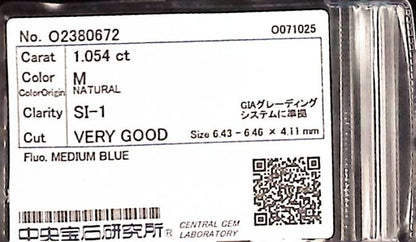 No. O2380672 O071025
Carat 1.054 ct
Color M
ColorOrigin NATURAL
Clarity SI-1 GIAグレーディング
システムに準拠
Cut VERY GOOD Size 6.43 - 6.46 × 4.11 mm
Fluo. MEDIUM BLUE
中央宝石研究所® CENTRAL GEM
LABORATORY